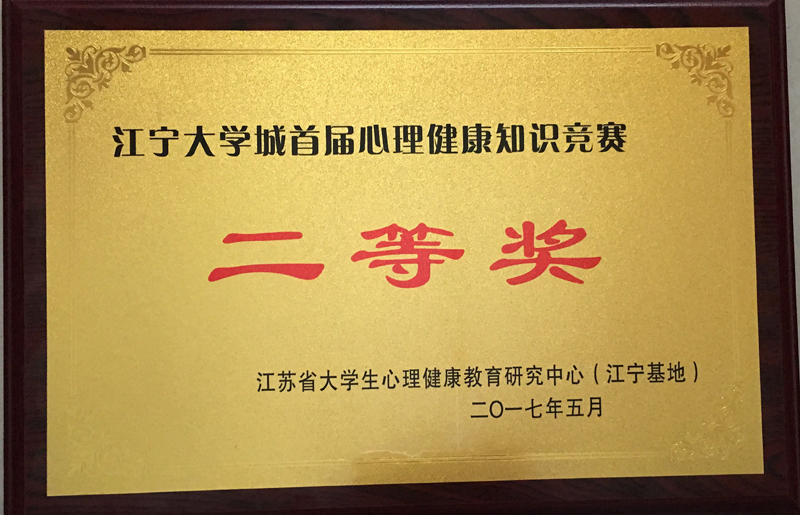 江宁大学城首届心理健康知识竞赛
二等奖
江苏省大学生心理健康教育研究中心（江宁基地）
二〇一七年五月